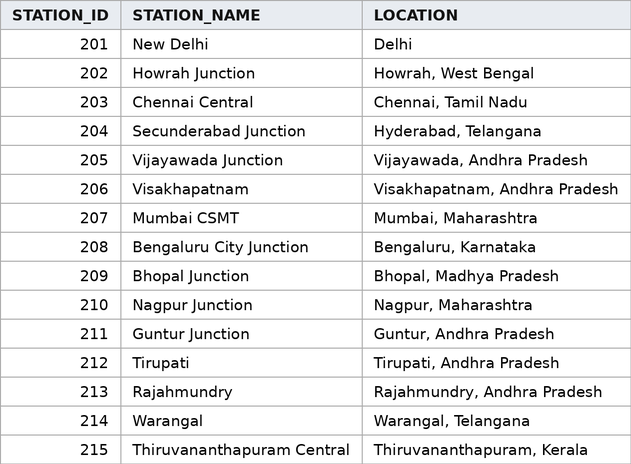 STATION_ID STATION_NAME LOCATION
201 New Delhi Delhi
202 Howrah Junction Howrah, West Bengal
203 Chennai Central Chennai, Tamil Nadu
204 Secunderabad Junction Hyderabad, Telangana
205 Vijayawada Junction Vijayawada, Andhra Pradesh
206 Visakhapatnam Visakhapatnam, Andhra Pradesh
207 Mumbai CSMT Mumbai, Maharashtra
208 Bengaluru City Junction Bengaluru, Karnataka
209 Bhopal Junction Bhopal, Madhya Pradesh
210 Nagpur Junction Nagpur, Maharashtra
211 Guntur Junction Guntur, Andhra Pradesh
212 Tirupati Tirupati, Andhra Pradesh
213 Rajahmundry Rajahmundry, Andhra Pradesh
214 Warangal Warangal, Telangana
215 Thiruvananthapuram Central Thiruvananthapuram, Kerala